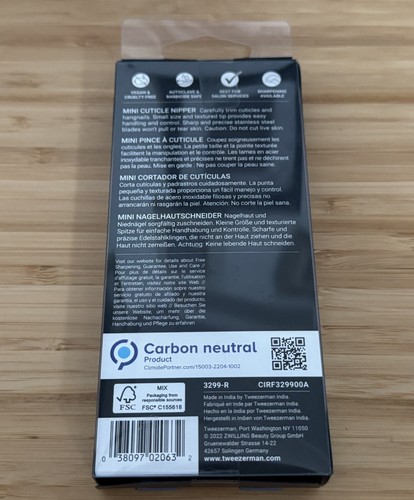 VEGAN & CRUELTY-FREE
AUTOCLAVE & BARBICIDE SAFE
BEST FOR SALON SERVICES
SHARPENING AVAILABLE
MINI CUTICLE NIPPER Carefully trim cuticles and
hangnails. Small size and textured tip provides easy
handling and control. Sharp and precise stainless steel
blades won't pull or tear skin. Caution: Do not cut live skin.
MINI PINCE À CUTICULE Coupez soigneusement les
cuticules et les ongles. La petite taille et la pointe texturée
facilitent la manipulation et le contrôle. Les lames en acier
inoxydable tranchantes et précises ne tirent pas et ne déchirent
pas la peau. Mise en garde : Ne pas couper la peau saine.
MINI CORTADOR DE CUTÍCULAS
Corta cutículas y padrastros cuidadosamente. La punta
pequeña y texturada proporciona un fácil manejo y control.
Las cuchillas de acero inoxidable filosas y precisas no
arrancarán ni rasgarán la piel. Atención: No corte la piel sana.
MINI NAGELHAUTSCHNEIDER Nagelhaut und
Niednägel sorgfältig zuschneiden. Kleine Größe und texturierte
Spitze für einfache Handhabung und Kontrolle. Scharfe und
präzise Edelstahlklingen, die nicht an der Haut ziehen und die
Haut nicht zerreißen. Achtung: Keine lebende Haut schneiden.
Visit our website for details about Free
Sharpening, Guarantee, Use and Care //
Pour plus de détails sur le service
d'affûtage gratuit, la garantie, l'utilisation
et l'entretien, visitez notre site Web //
Para obtener información sobre nuestro
servicio gratuito de afilado y nuestra
garantía, el uso y el cuidado del producto,
visite nuestro sitio web // Besuchen Sie
unsere Website, um mehr über die
kostenlose Nachschärfung, Garantie,
Handhabung und Pflege zu erfahren
Carbon neutral
Product
ClimatePartner.com/15003-2204-1002
FSC
MIX
Packaging from
responsible sources
FSC® C155618
3299-R CIRF329900A
Made in India by Tweezerman India.
Fabriqué en Inde par Tweezerman India.
Hecho en la India por Tweezerman India.
Hergestellt in Indien von Tweezerman India.
Tweezerman, Port Washington NY 11050
© 2022 ZWILLING Beauty Group GmbH
Gruenewalder Strasse 14-22
42657 Solingen Germany
www.tweezerman.com
0 38097 02063 2